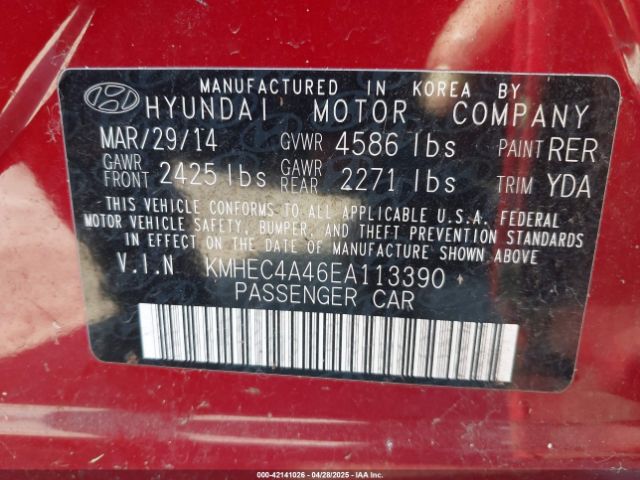 MANUFACTURED IN KOREA BY
HYUNDAI MOTOR COMPANY
MAR/29/14 GVWR 4586 lbs PAINT RER
GAWR FRONT 2425 lbs GAWR REAR 2271 lbs TRIM YDA
THIS VEHICLE CONFORMS TO ALL APPLICABLE U.S.A. FEDERAL
MOTOR VEHICLE SAFETY, BUMPER, AND THEFT PREVENTION STANDARDS
IN EFFECT ON THE DATE OF MANUFACTURE SHOWN ABOVE.
V.I.N KMHEC4A46EA113390
PASSENGER CAR
000-42141026 - 04/28/2025 - IAAI.COM